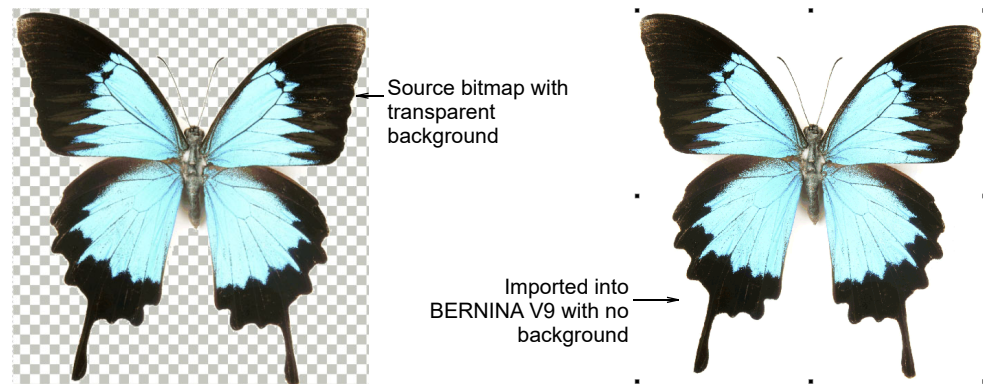 Source bitmap with
transparent
background
Imported into
BERNINA V9 with no
background